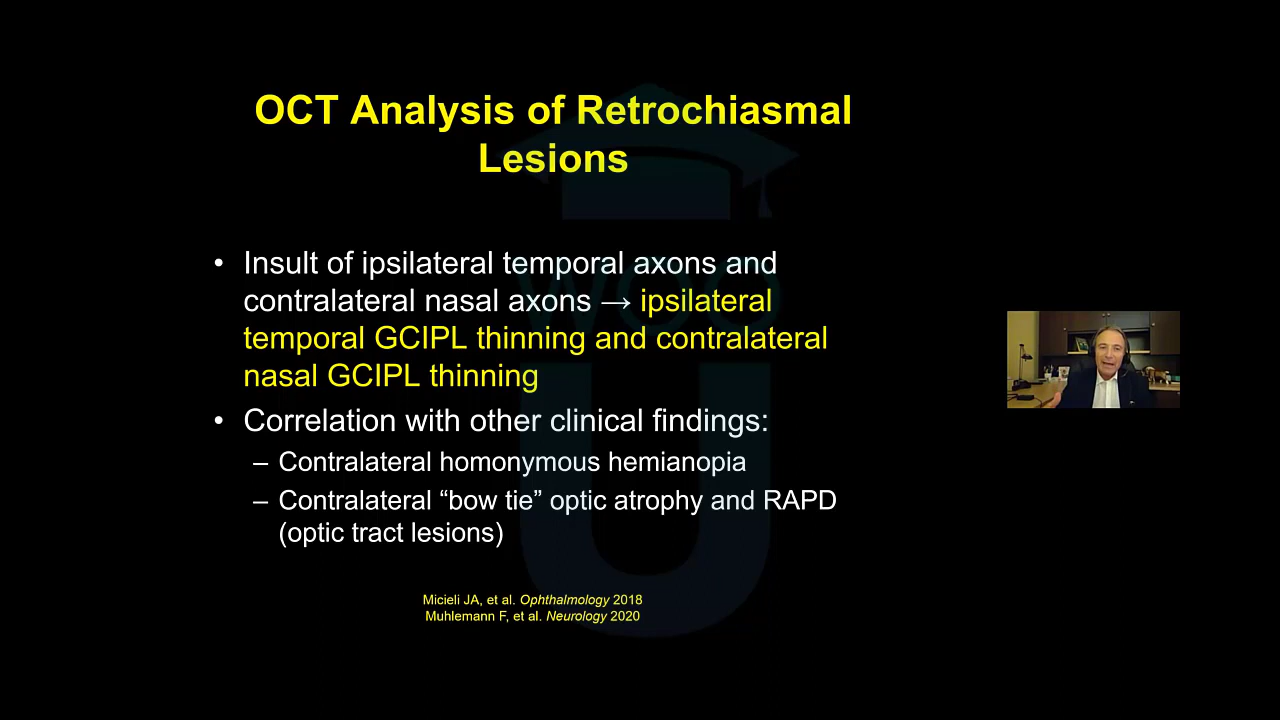 OCT Analysis of Retrochiasmal
Lesions
• Insult of ipsilateral temporal axons and
contralateral nasal axons → ipsilateral
temporal GCIPL thinning and contralateral
nasal GCIPL thinning
• Correlation with other clinical findings:
– Contralateral homonymous hemianopia
– Contralateral “bow tie” optic atrophy and RAPD
(optic tract lesions)
Micieli JA, et al. Ophthalmology 2018
Muhlemann F, et al. Neurology 2020